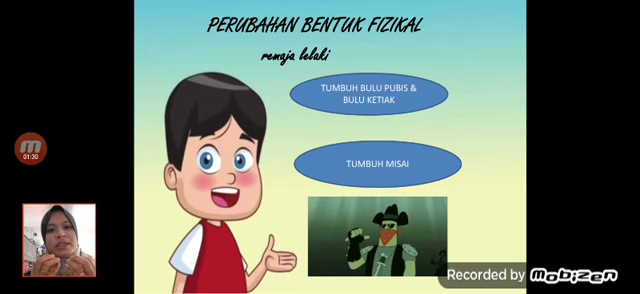 PERUBAHAN BENTUK FIZIKAL
remaja lelaki
TUMBUH BULU PUBIS &
BULU KETIAK
TUMBUH MISAI
01:30
Recorded by mobizen